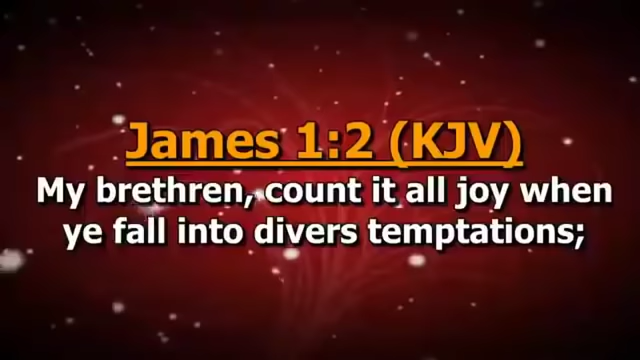 James 1:2 (KJV)
My brethren, count it all joy when
ye fall into divers temptations;